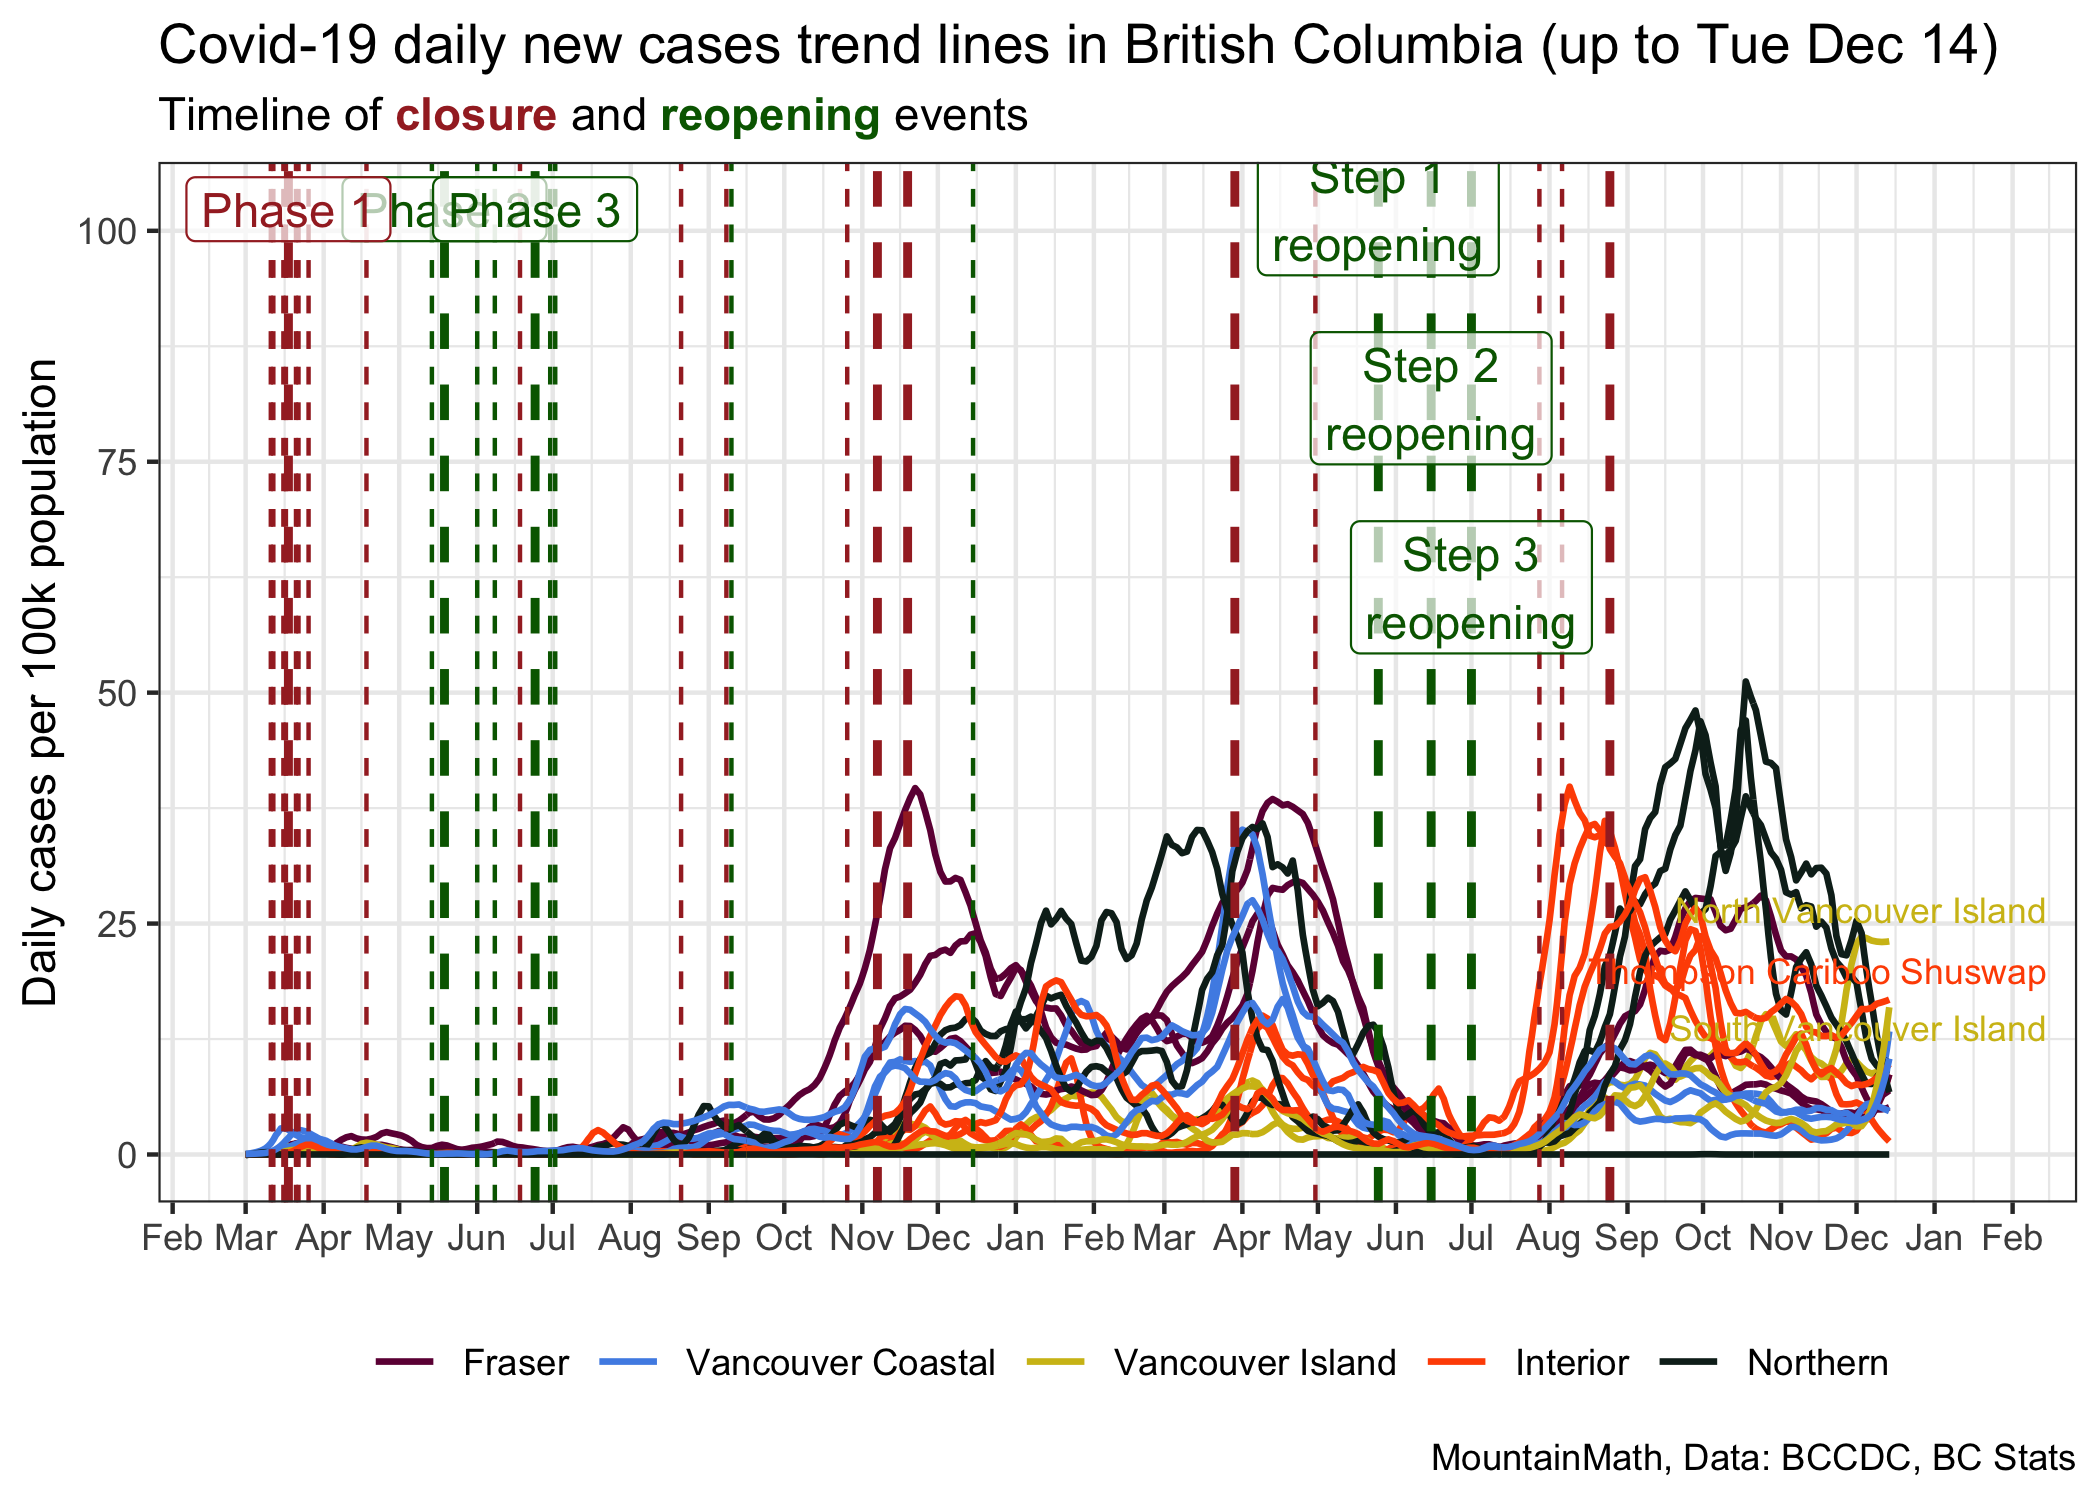 Covid-19 daily new cases trend lines in British Columbia (up to Tue Dec 14)
Timeline of closure and reopening events
Phase 1
Phase 2
Phase 3
Step 1
reopening
Step 2
reopening
Step 3
reopening
Daily cases per 100k population
100
75
50
25
0
North Vancouver Island
Thompson Cariboo Shuswap
South Vancouver Island
Feb Mar Apr May Jun Jul Aug Sep Oct Nov Dec Jan Feb Mar Apr May Jun Jul Aug Sep Oct Nov Dec Jan Feb
Fraser Vancouver Coastal Vancouver Island Interior Northern
MountainMath, Data: BCCDC, BC Stats